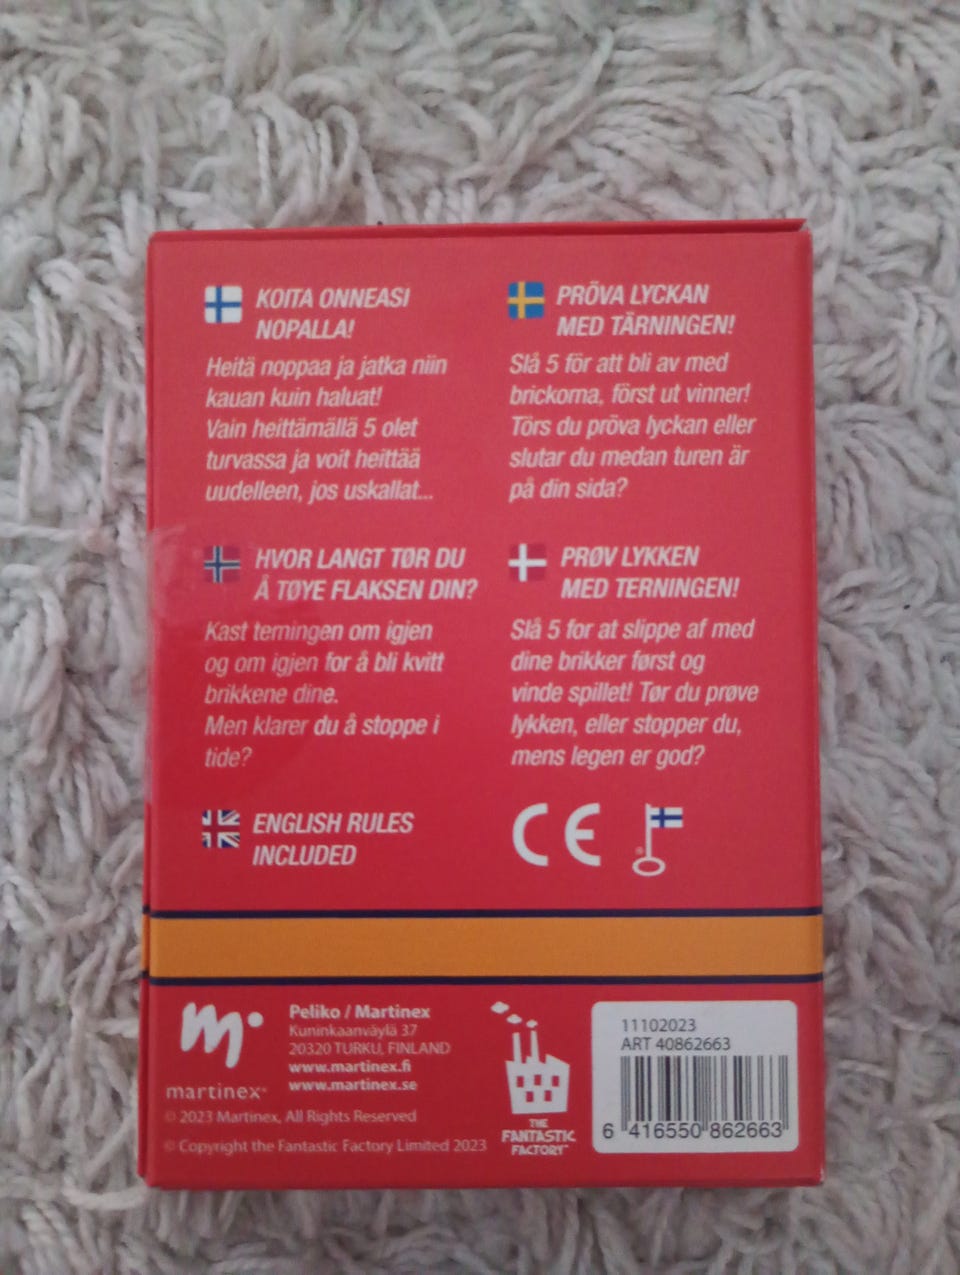 KOITA ONNEASI
NOPALLA!
Heitä noppaa ja jatka niin
kauan kuin haluat!
Vain heittämällä 5 olet
turvassa ja voit heittää
uudelleen, jos uskallat...
PRÖVA LYCKAN
MED TÄRNINGEN!
Slå 5 för att bli av med
brickorna, först ut vinner!
Törs du pröva lyckan eller
slutar du medan turen är
på din sida?
HVOR LANGT TØR DU
Å TØYE FLAKSEN DIN?
Kast terningen om igjen
og om igjen for å bli kvitt
brikkene dine.
Men klarer du å stoppe i
tide?
PRØV LYKKEN
MED TERNINGEN!
Slå 5 for at slippe af med
dine brikker først og
vinde spillet! Tør du prøve
lykken, eller stopper du,
mens legen er god?
ENGLISH RULES
INCLUDED
CE
m
martinex
Peliko / Martinex
Kuninkaanväylä 37
20320 TURKU, FINLAND
www.martinex.fi
www.martinex.se
© 2023 Martinex, All Rights Reserved
© Copyright the Fantastic Factory Limited 2023
THE
FANTASTIC
FACTORY™
11102023
ART 40862663
6 416550 862663